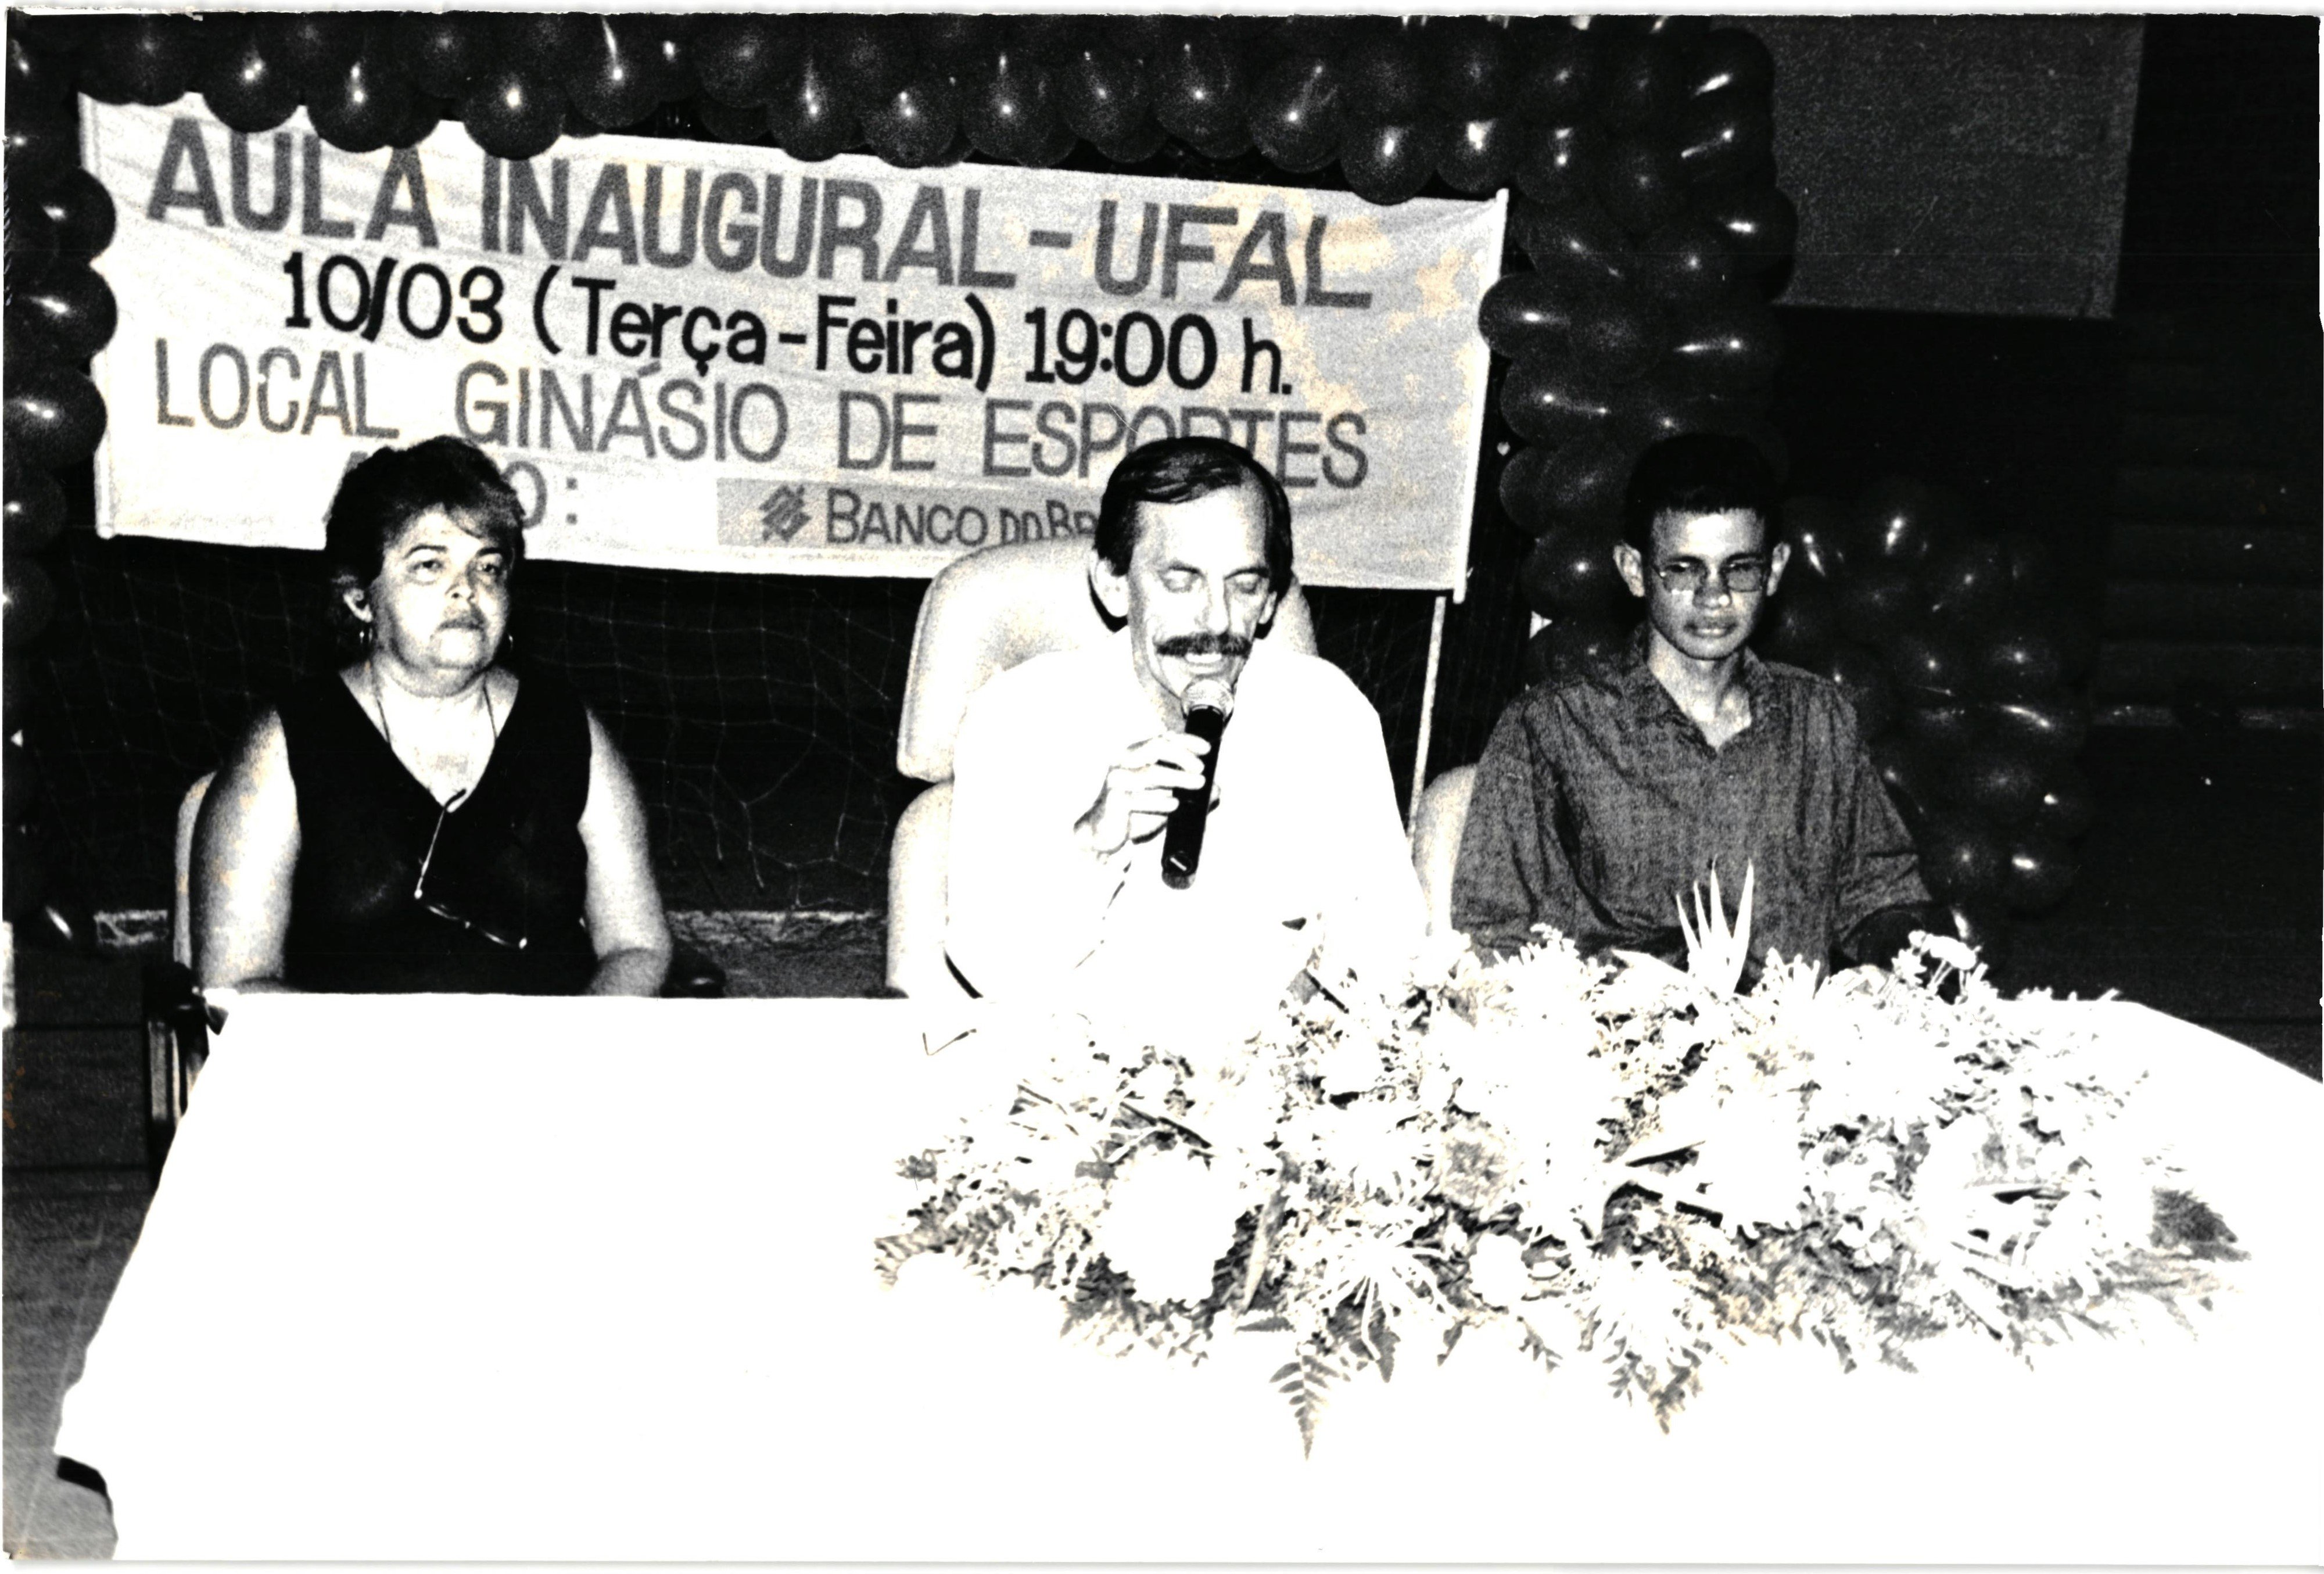 AULA INAUGURAL - UFAL
10/03 (Terça-Feira) 19:00 h.
LOCAL GINÁSIO DE ESPORTES
BANCO DO